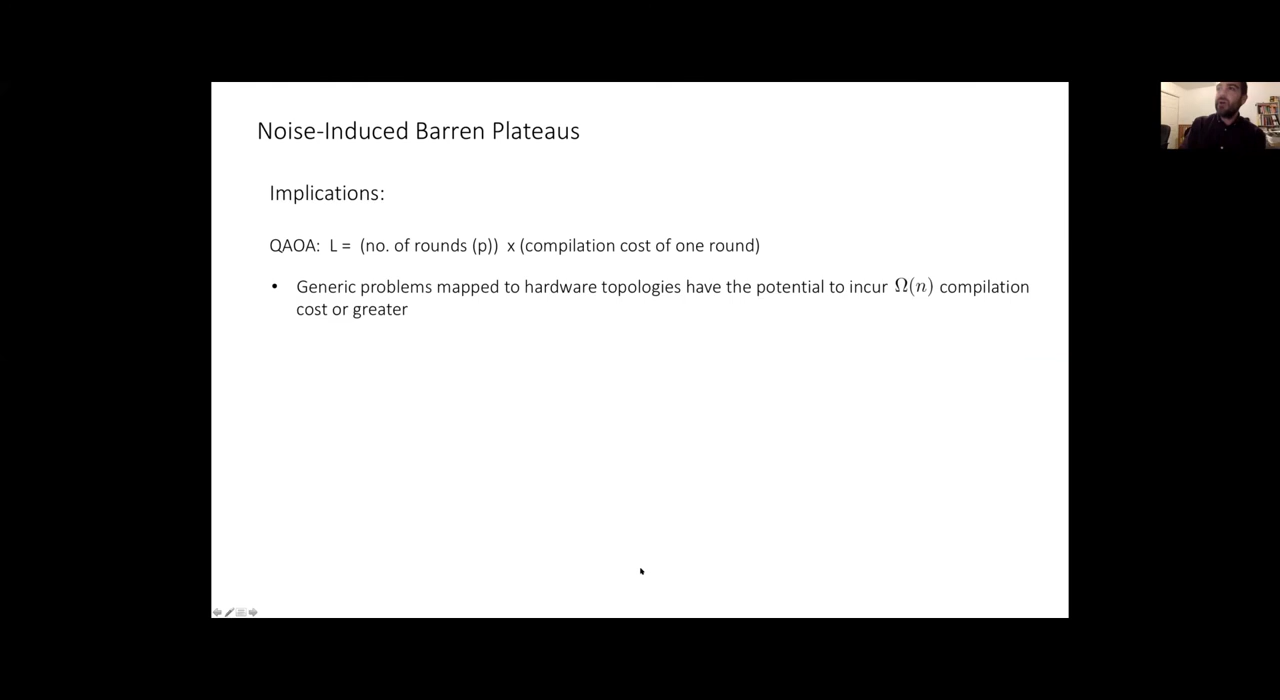 Noise-Induced Barren Plateaus
Implications:
QAOA: L = (no. of rounds (p)) x (compilation cost of one round)
• Generic problems mapped to hardware topologies have the potential to incur Ω(n) compilation
cost or greater